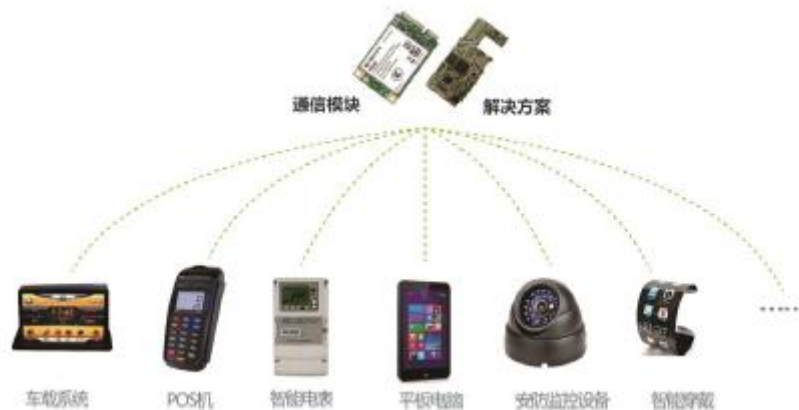 通信模块
解决方案
车载系统
POS机
智能电表
平板电脑
安防监控设备
智能穿戴
......